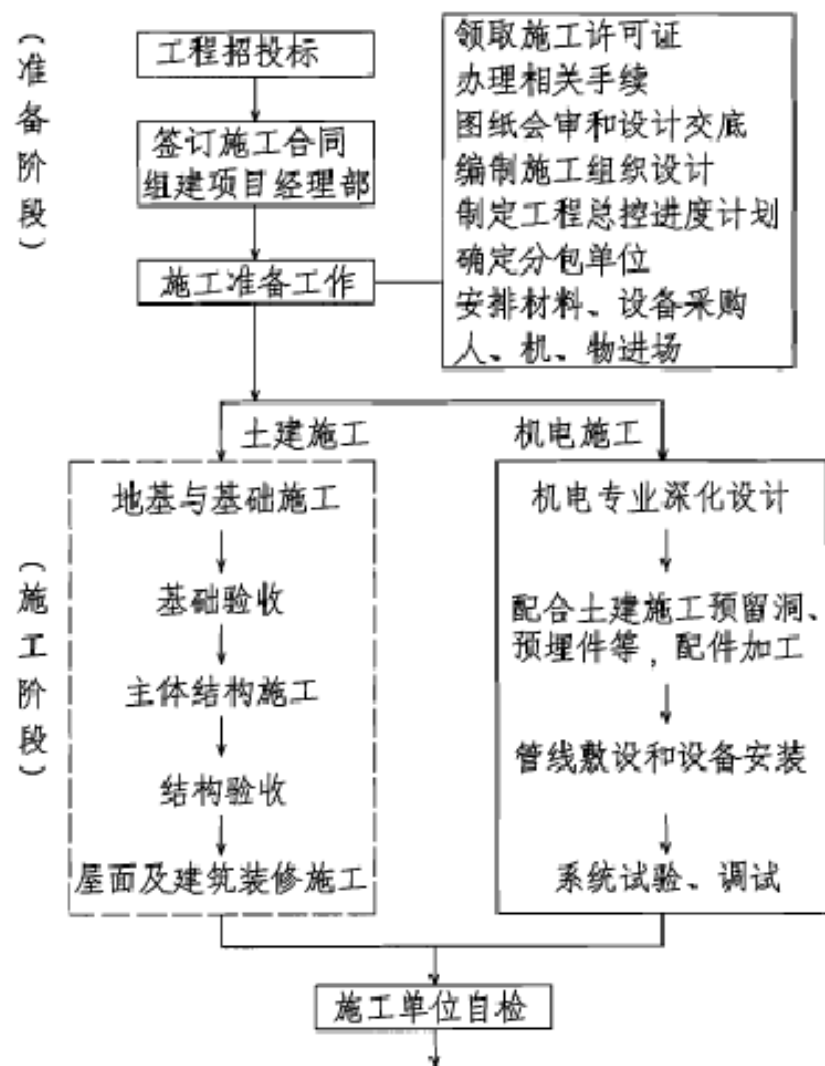 （准备阶段）
工程招投标
签订施工合同
组建项目经理部
施工准备工作
领取施工许可证
办理相关手续
图纸会审和设计交底
编制施工组织设计
制定工程总控进度计划
确定分包单位
安排材料、设备采购
人、机、物进场
（施工阶段）
土建施工
地基与基础施工
基础验收
主体结构施工
结构验收
屋面及建筑装修施工
机电施工
机电专业深化设计
配合土建施工预留洞、
预埋件等，配件加工
管线敷设和设备安装
系统试验、调试
施工单位自检